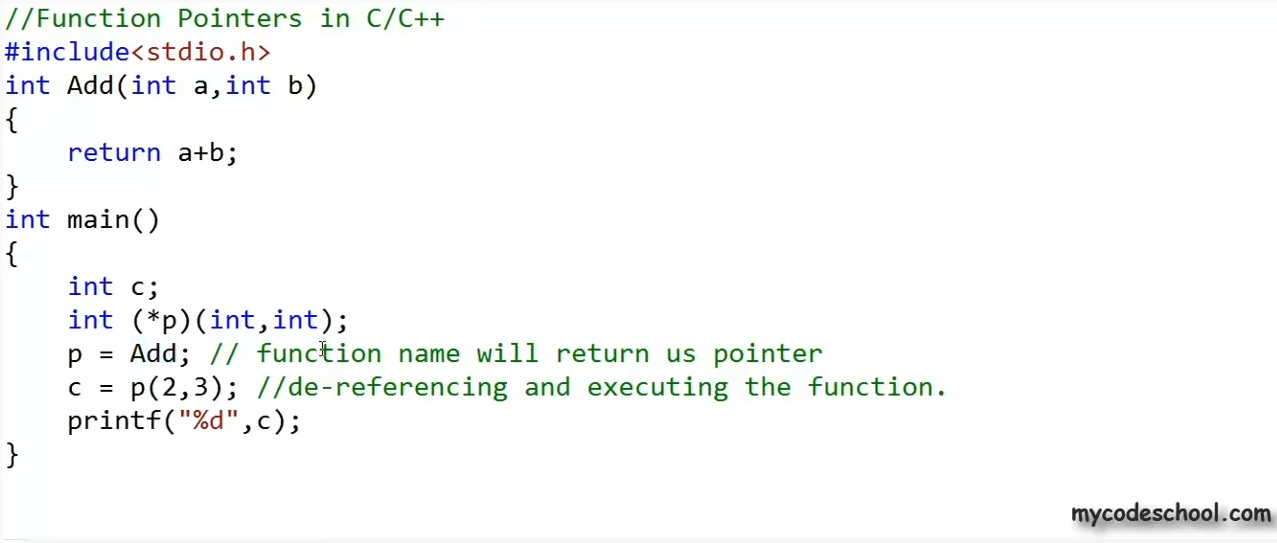 //Function Pointers in C/C++
#include<stdio.h>
int Add(int a,int b)
{
    return a+b;
}
int main()
{
    int c;
    int (*p)(int,int);
    p = Add; // function name will return us pointer
    c = p(2,3); //de-referencing and executing the function.
    printf("%d",c);
}
mycodeschool.com